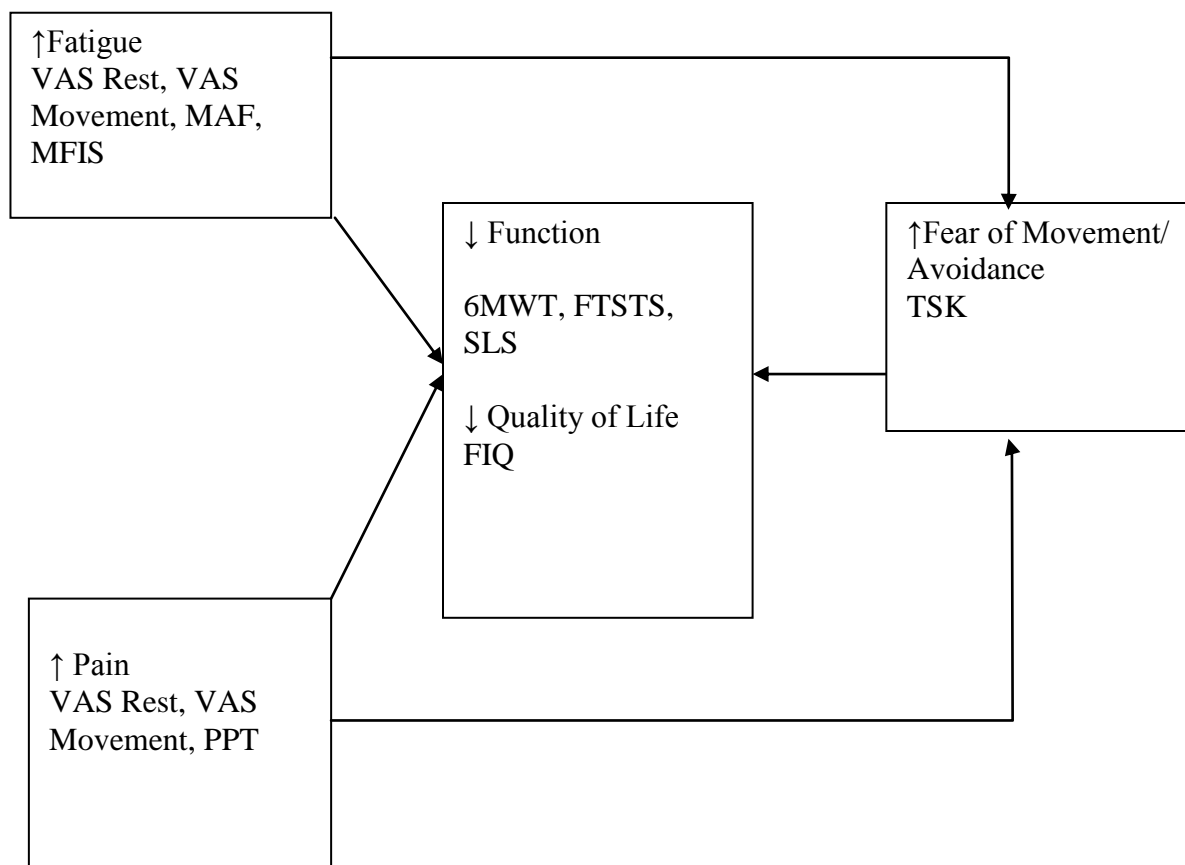 ↑Fatigue
VAS Rest, VAS
Movement, MAF,
MFIS
↓ Function
6MWT, FTSTS,
SLS
↓ Quality of Life
FIQ
↑Fear of Movement/
Avoidance
TSK
↑ Pain
VAS Rest, VAS
Movement, PPT